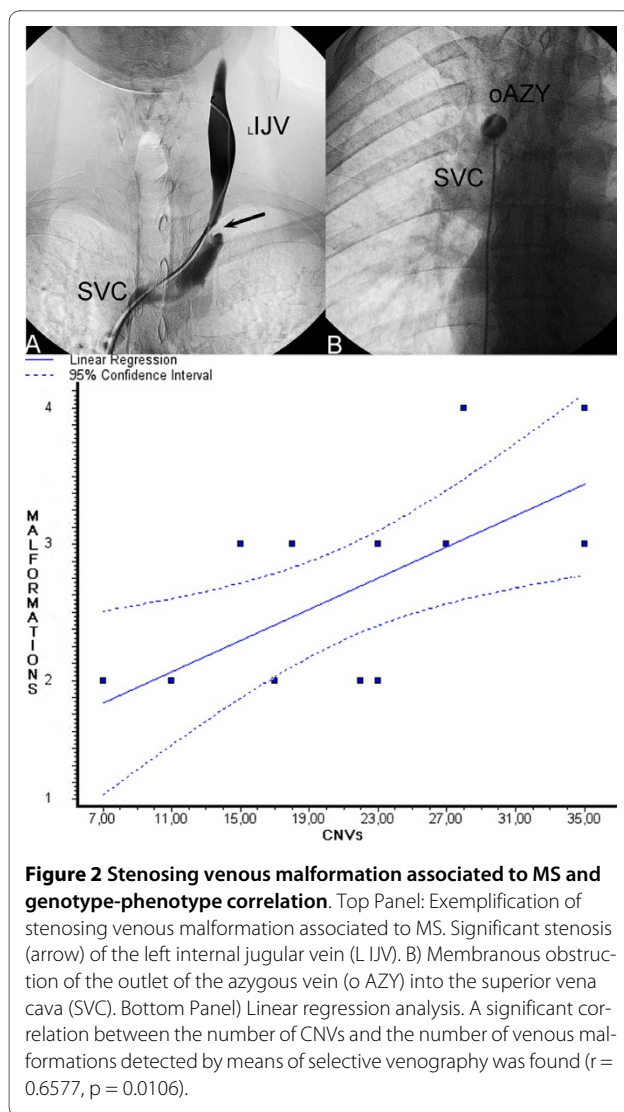 LIJV
oAZY
SVC
SVC
A
B
Linear Regression
95% Confidence Interval
4
3
2
1
MALFORMATIONS
7,00 11,00 15,00 19,00 23,00 27,00 31,00 35,00
CNVs
Figure 2 Stenosing venous malformation associated to MS and
genotype-phenotype correlation. Top Panel: Exemplification of
stenosing venous malformation associated to MS. Significant stenosis
(arrow) of the left internal jugular vein (L IJV). B) Membranous obstruc-
tion of the outlet of the azygous vein (o AZY) into the superior vena
cava (SVC). Bottom Panel) Linear regression analysis. A significant cor-
relation between the number of CNVs and the number of venous mal-
formations detected by means of selective venography was found (r =
0.6577, p = 0.0106).